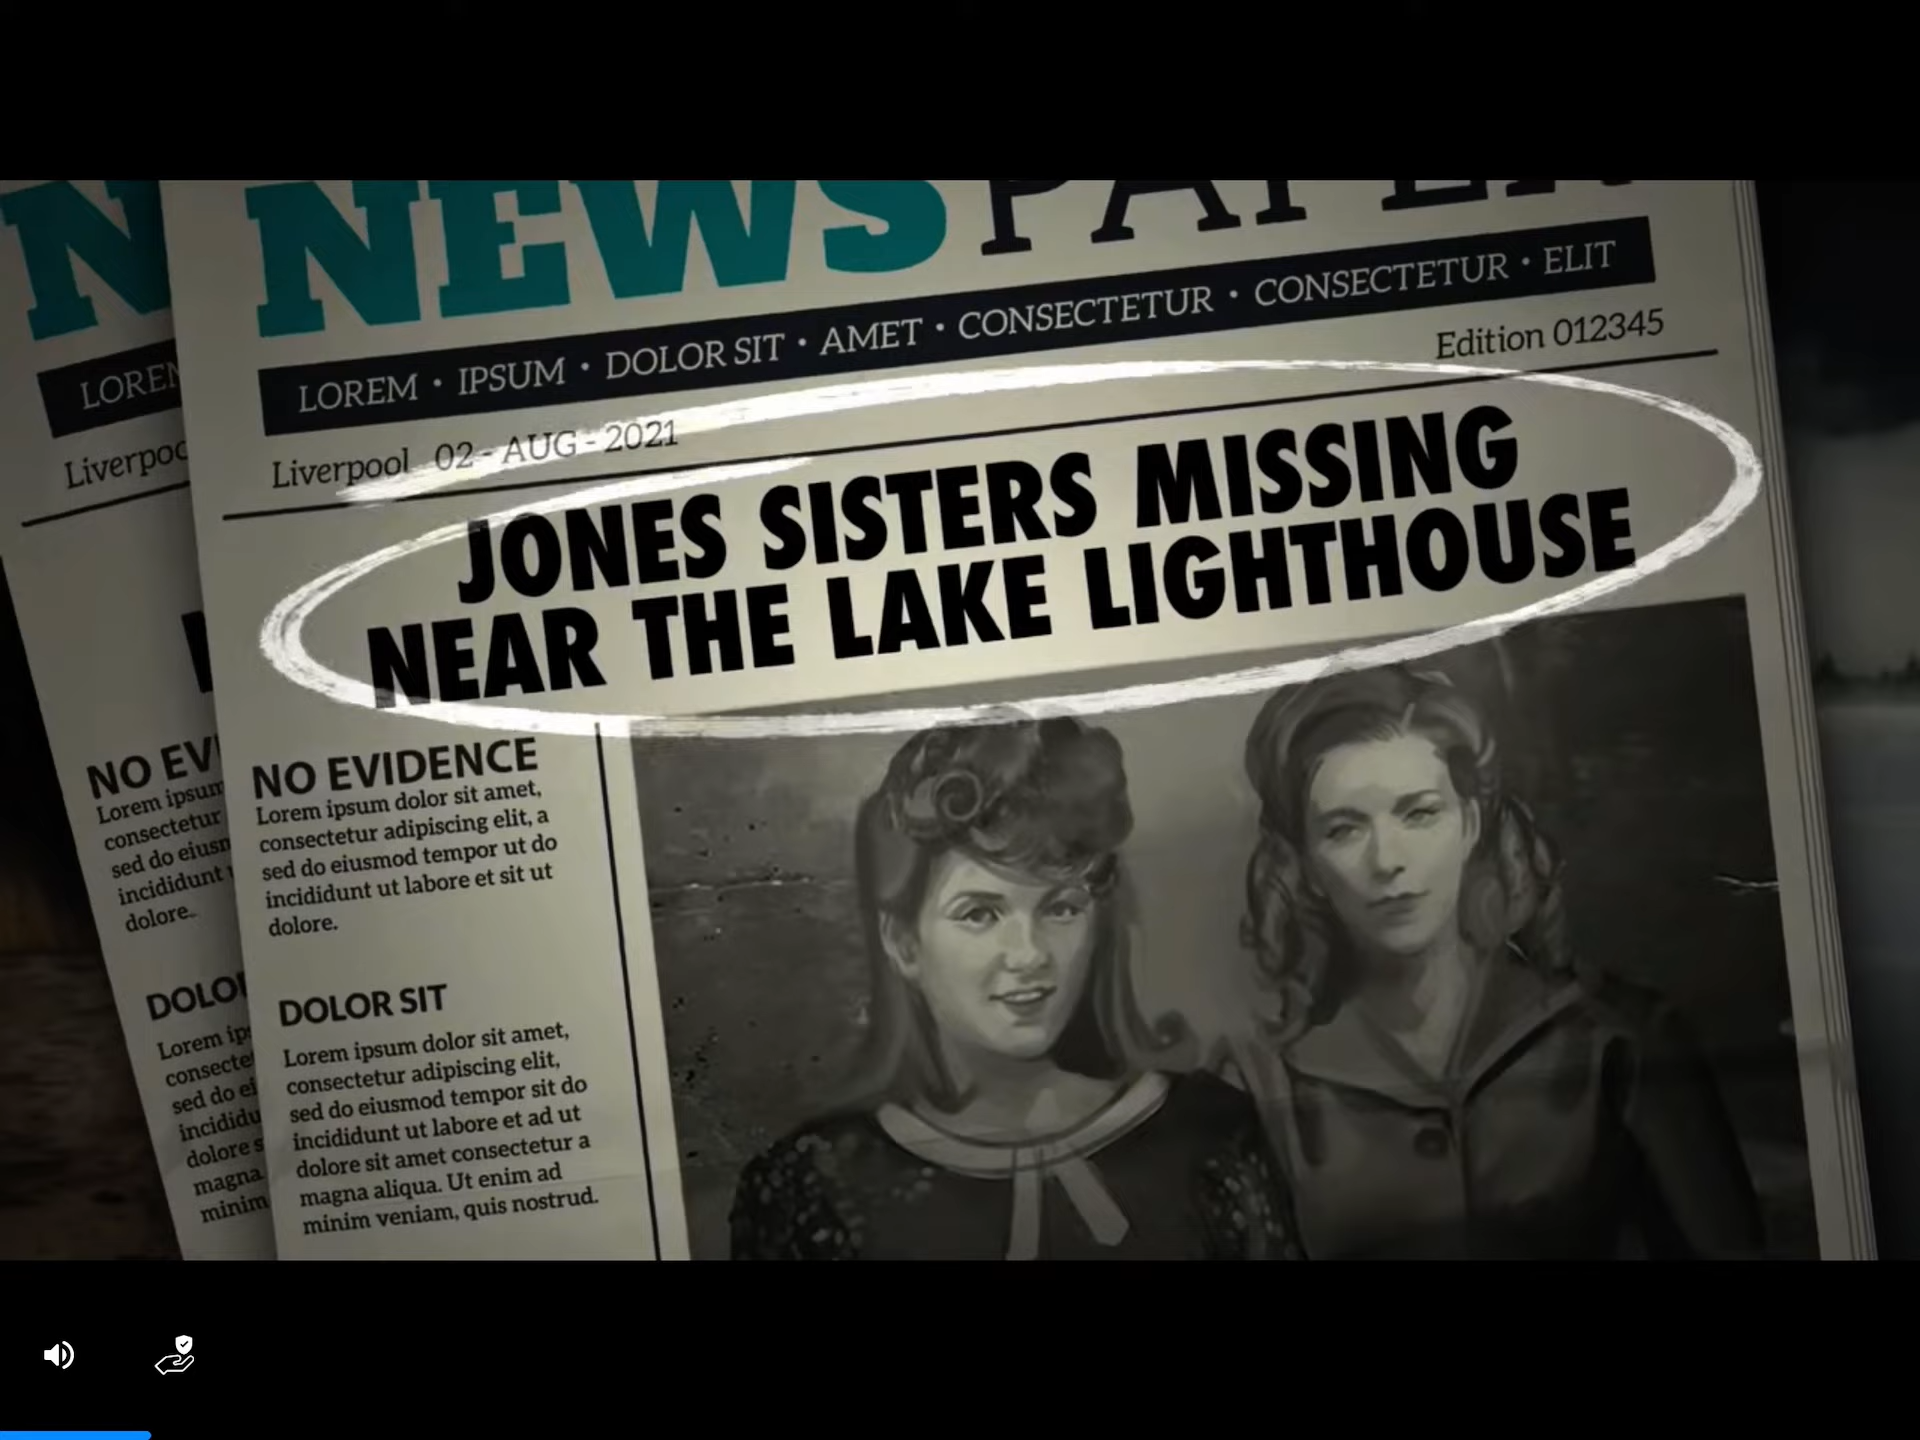 NEWSPAPER
LOREM • IPSUM • DOLOR SIT • AMET • CONSECTETUR • CONSECTETUR • ELIT
Edition 012345
Liverpool 02 - AUG - 2021
JONES SISTERS MISSING
NEAR THE LAKE LIGHTHOUSE
NO EVIDENCE
Lorem ipsum dolor sit amet,
consectetur adipiscing elit, a
sed do eiusmod tempor ut do
incididunt ut labore et sit ut
dolore.
DOLOR SIT
Lorem ipsum dolor sit amet,
consectetur adipiscing elit,
sed do eiusmod tempor sit do
incididunt ut labore et ad ut
dolore sit amet consectetur a
magna aliqua. Ut enim ad
minim veniam, quis nostrud.
N
LOREM
Liverpoo
NO EVI
Lorem ipsum
consectetur
sed do eiusm
incididunt
dolore.
DOLO
Lorem ip
consecte
sed do ei
incididu
dolore s
magna
minim